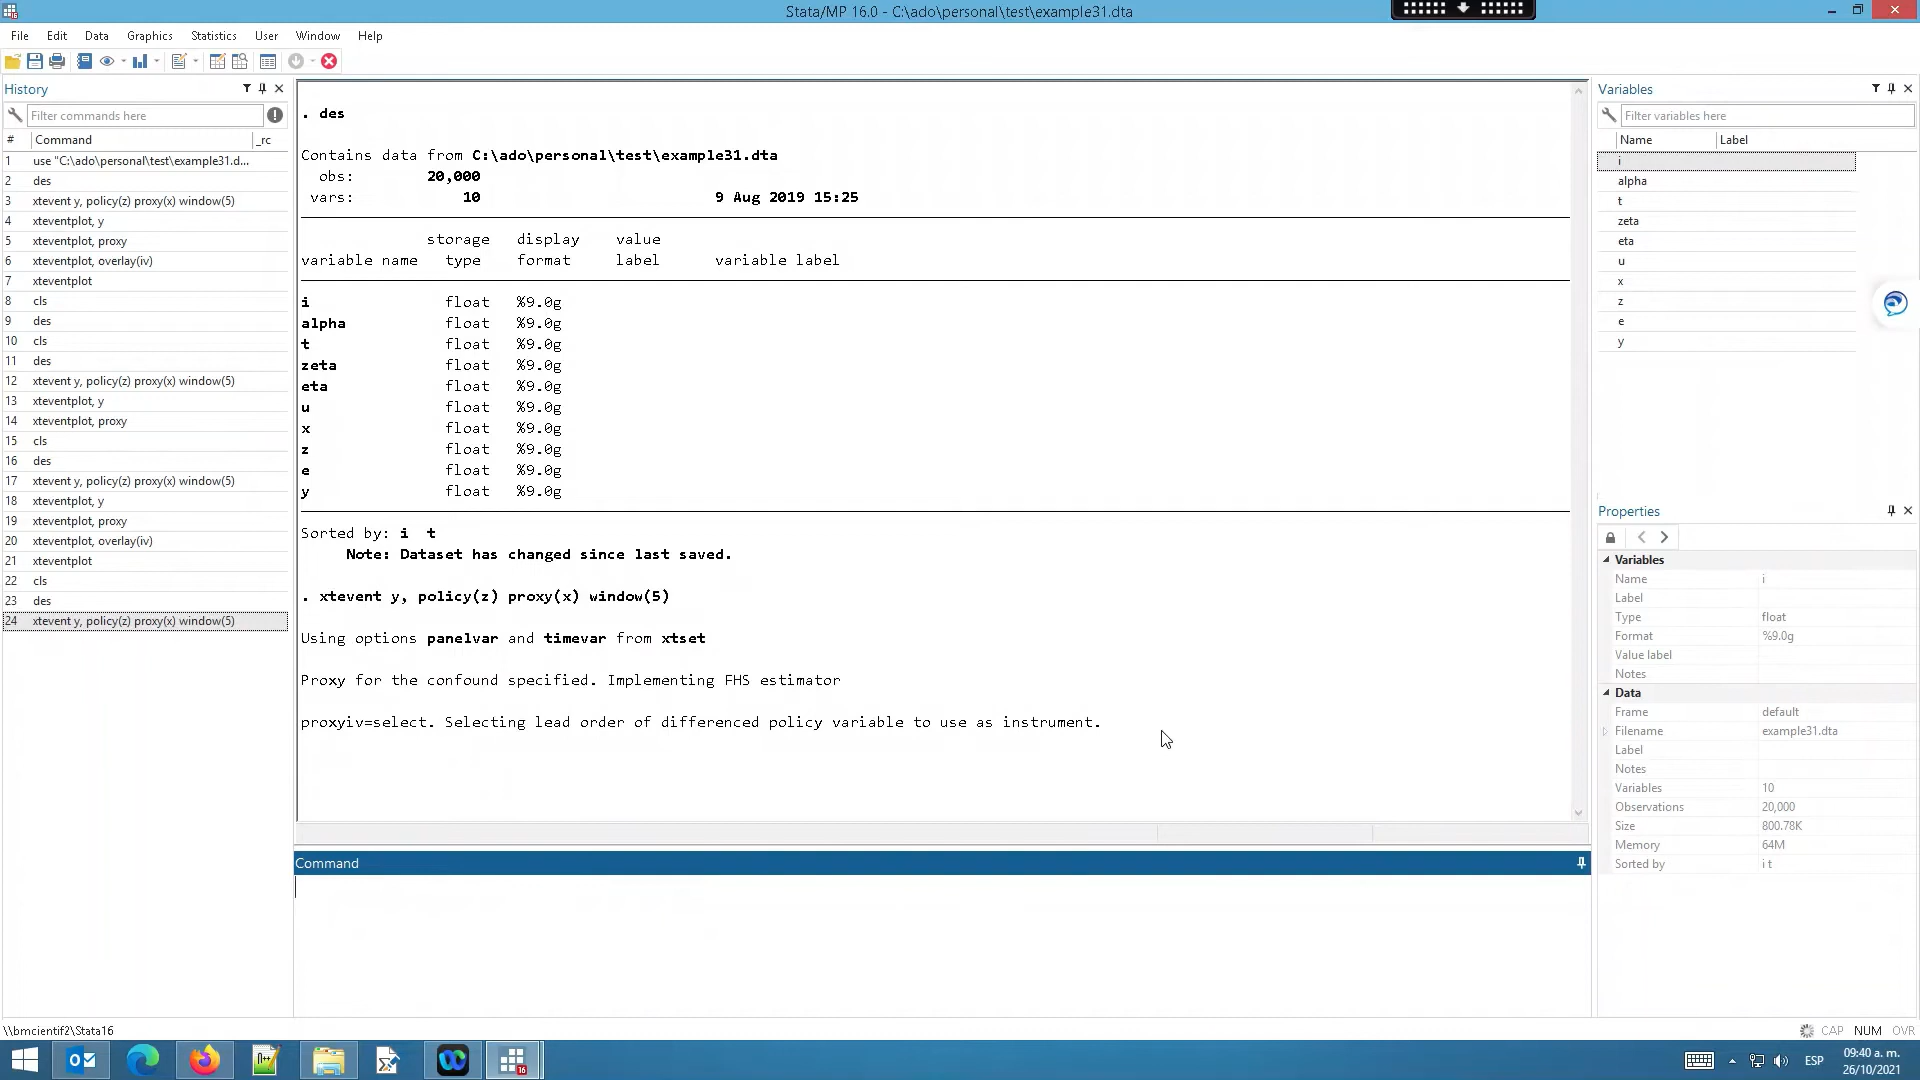 Stata/MP 16.0 - C:\ado\personal\test\example31.dta
File Edit Data Graphics Statistics User Window Help
History
Filter commands here
# Command _rc
1 use "C:\ado\personal\test\example31.d...
2 des
3 xtevent y, policy(z) proxy(x) window(5)
4 xteventplot, y
5 xteventplot, proxy
6 xteventplot, overlay(iv)
7 xteventplot
8 cls
9 des
10 cls
11 des
12 xtevent y, policy(z) proxy(x) window(5)
13 xteventplot, y
14 xteventplot, proxy
15 cls
16 des
17 xtevent y, policy(z) proxy(x) window(5)
18 xteventplot, y
19 xteventplot, proxy
20 xteventplot, overlay(iv)
21 xteventplot
22 cls
23 des
24 xtevent y, policy(z) proxy(x) window(5)
. des
Contains data from C:\ado\personal\test\example31.dta
obs: 20,000
vars: 10 9 Aug 2019 15:25
storage display value
variable name type format label variable label
i float %9.0g
alpha float %9.0g
t float %9.0g
zeta float %9.0g
eta float %9.0g
u float %9.0g
x float %9.0g
z float %9.0g
e float %9.0g
y float %9.0g
Sorted by: i t
Note: Dataset has changed since last saved.
. xtevent y, policy(z) proxy(x) window(5)
Using options panelvar and timevar from xtset
Proxy for the confound specified. Implementing FHS estimator
proxyiv=select. Selecting lead order of differenced policy variable to use as instrument.
Command
Variables
Filter variables here
Name Label
i
alpha
t
zeta
eta
u
x
z
e
y
Properties
Variables
Name i
Label
Type float
Format %9.0g
Value label
Notes
Data
Frame default
Filename example31.dta
Label
Notes
Variables 10
Observations 20,000
Size 800.78K
Memory 64M
Sorted by i t
\\bmcientif2\Stata16
CAP NUM OVR
16
ESP
09:40 a. m.
26/10/2021